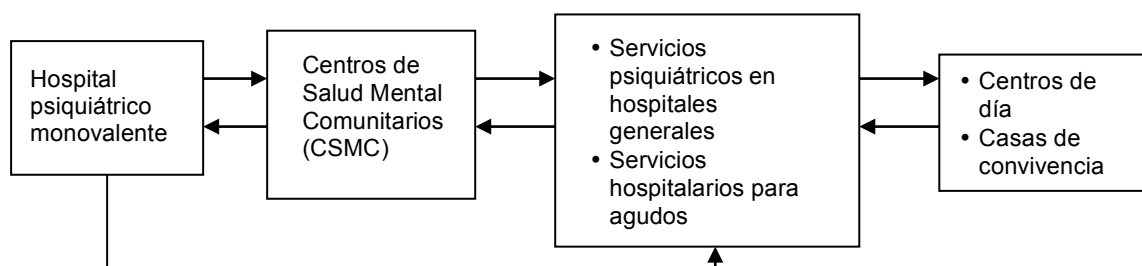 Hospital
psiquiátrico
monovalente
Centros de
Salud Mental
Comunitarios
(CSMC)
• Servicios
psiquiátricos en
hospitales
generales
• Servicios
hospitalarios para
agudos
• Centros de
día
• Casas de
convivencia